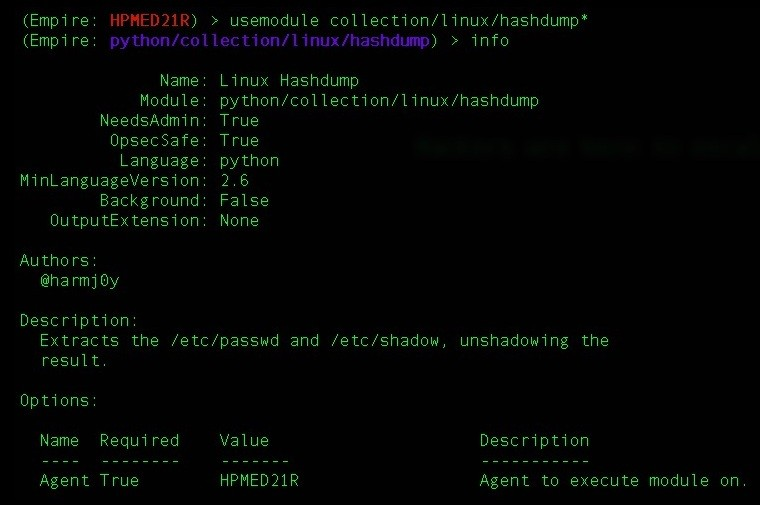 (Empire: HPMED21R) > usemodule collection/linux/hashdump*
(Empire: python/collection/linux/hashdump) > info
Name: Linux Hashdump
Module: python/collection/linux/hashdump
NeedsAdmin: True
OpsecSafe: True
Language: python
MinLanguageVersion: 2.6
Background: False
OutputExtension: None
Authors:
@harmj0y
Description:
Extracts the /etc/passwd and /etc/shadow, unshadowing the
result.
Options:
Name Required Value Description
---- -------- ------- -----------
Agent True HPMED21R Agent to execute module on.